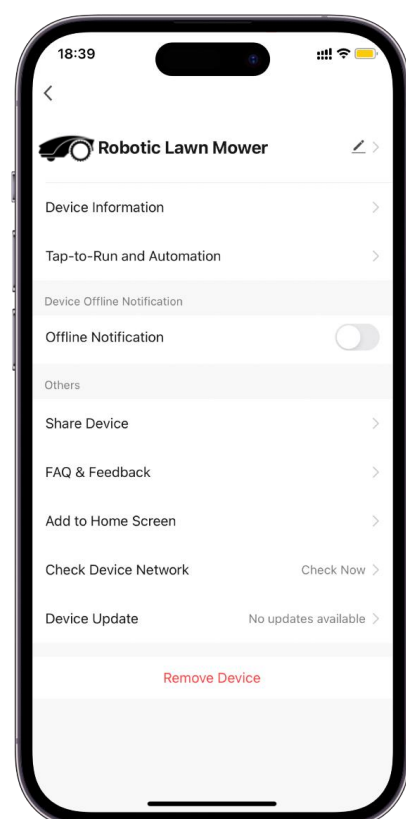 18:39
Robotic Lawn Mower
Device Information
Tap-to-Run and Automation
Device Offline Notification
Offline Notification
Others
Share Device
FAQ & Feedback
Add to Home Screen
Check Device Network Check Now
Device Update No updates available
Remove Device